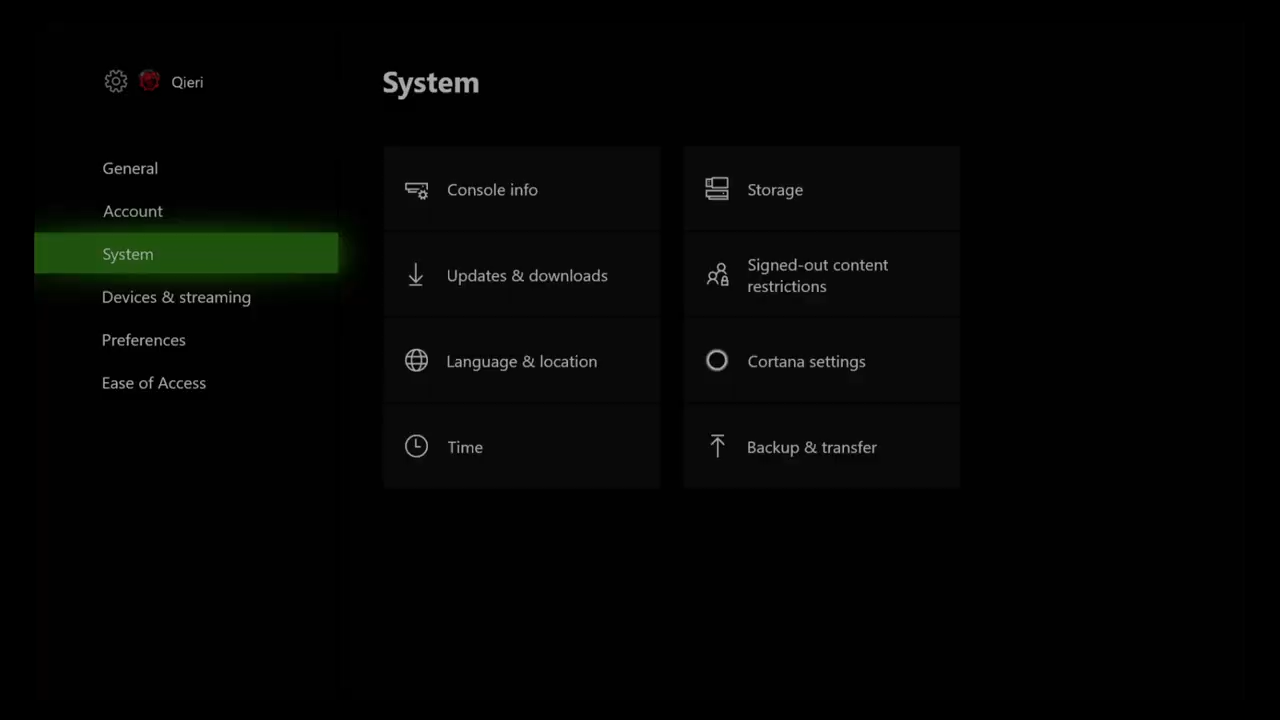 Qieri
General
Account
System
Devices & streaming
Preferences
Ease of Access
System
Console info
Updates & downloads
Language & location
Time
Storage
Signed-out content
restrictions
Cortana settings
Backup & transfer